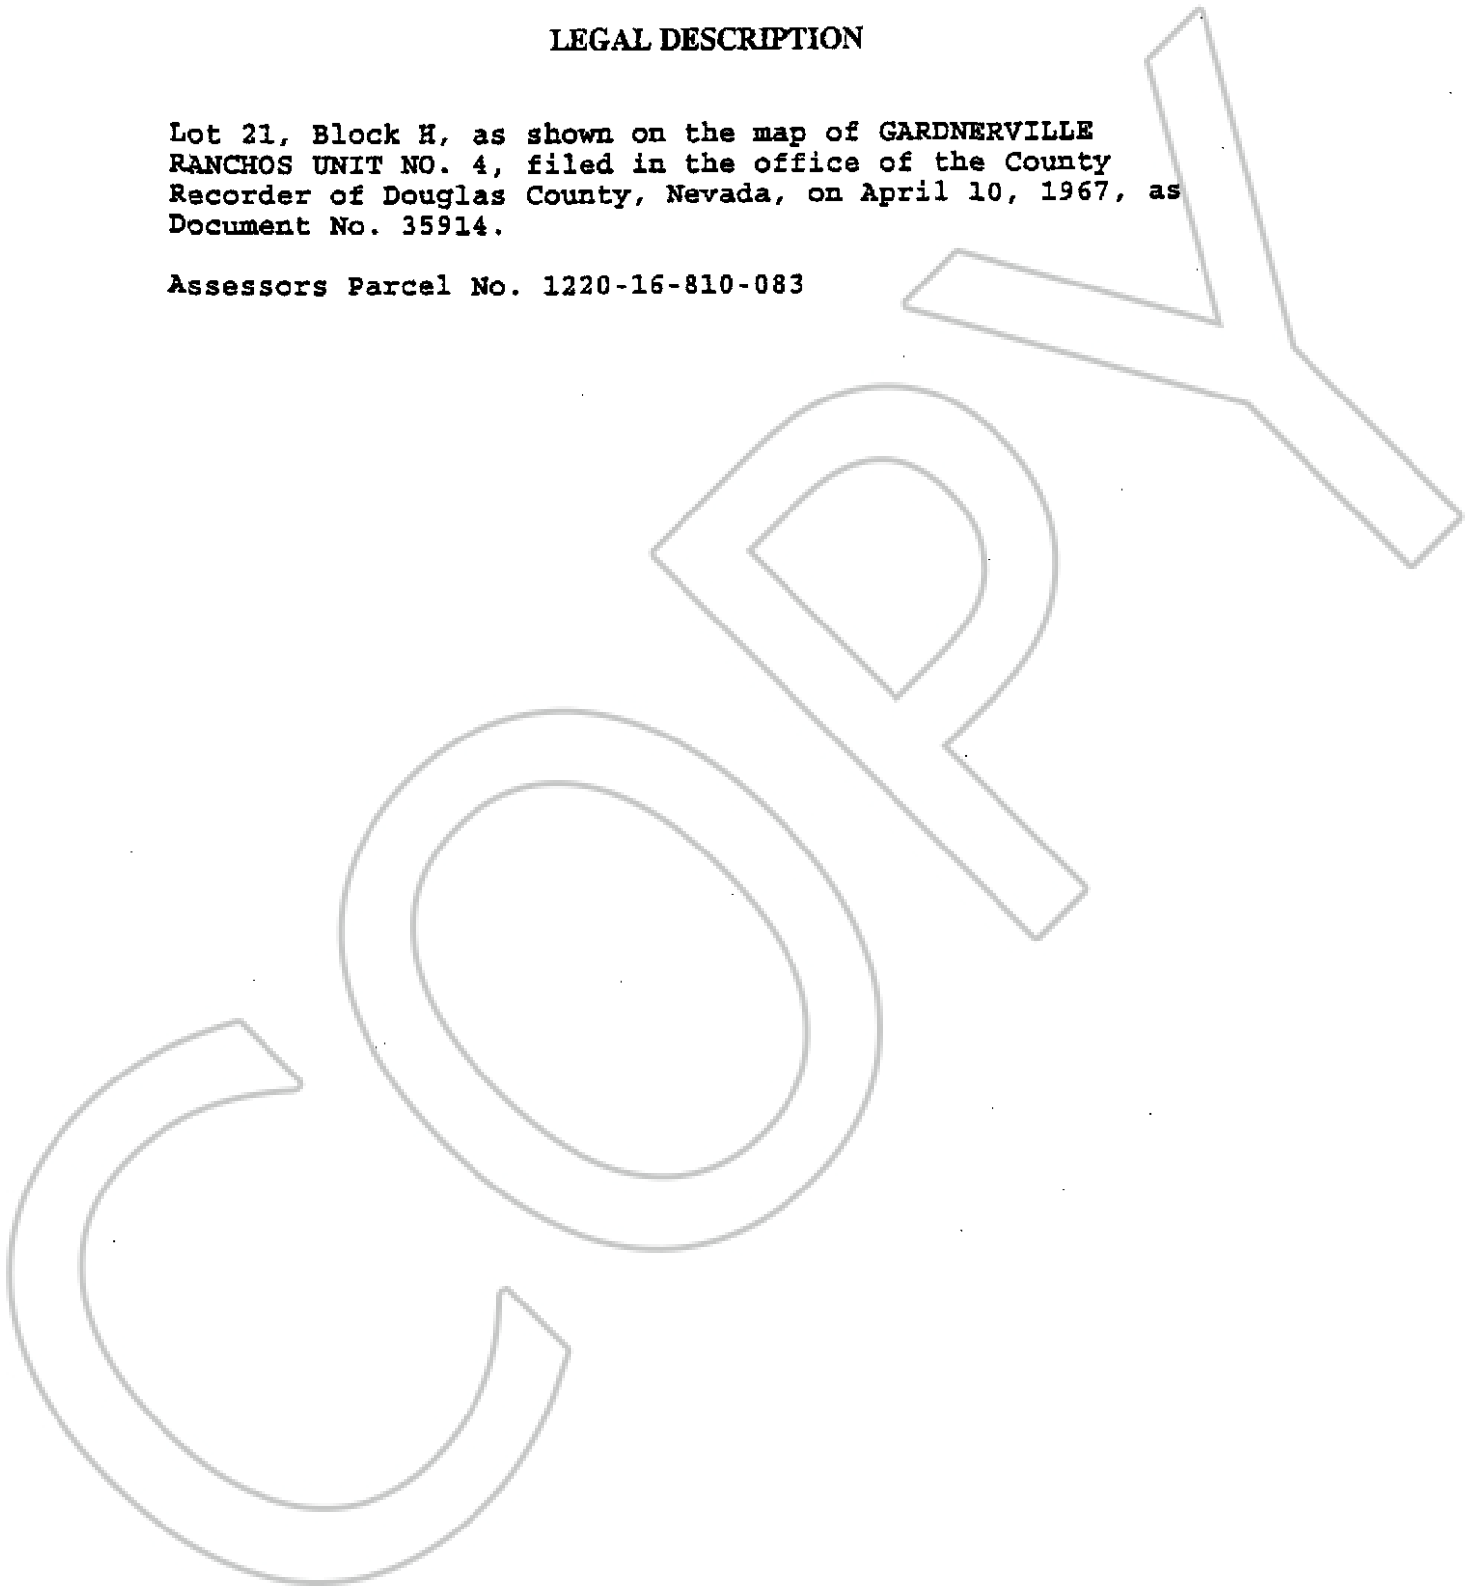 LEGAL DESCRIPTION
Lot 21, Block H, as shown on the map of GARDNERVILLE
RANCHOS UNIT NO. 4, filed in the office of the County
Recorder of Douglas County, Nevada, on April 10, 1967, as
Document No. 35914.
Assessors Parcel No. 1220-16-810-083
COPY